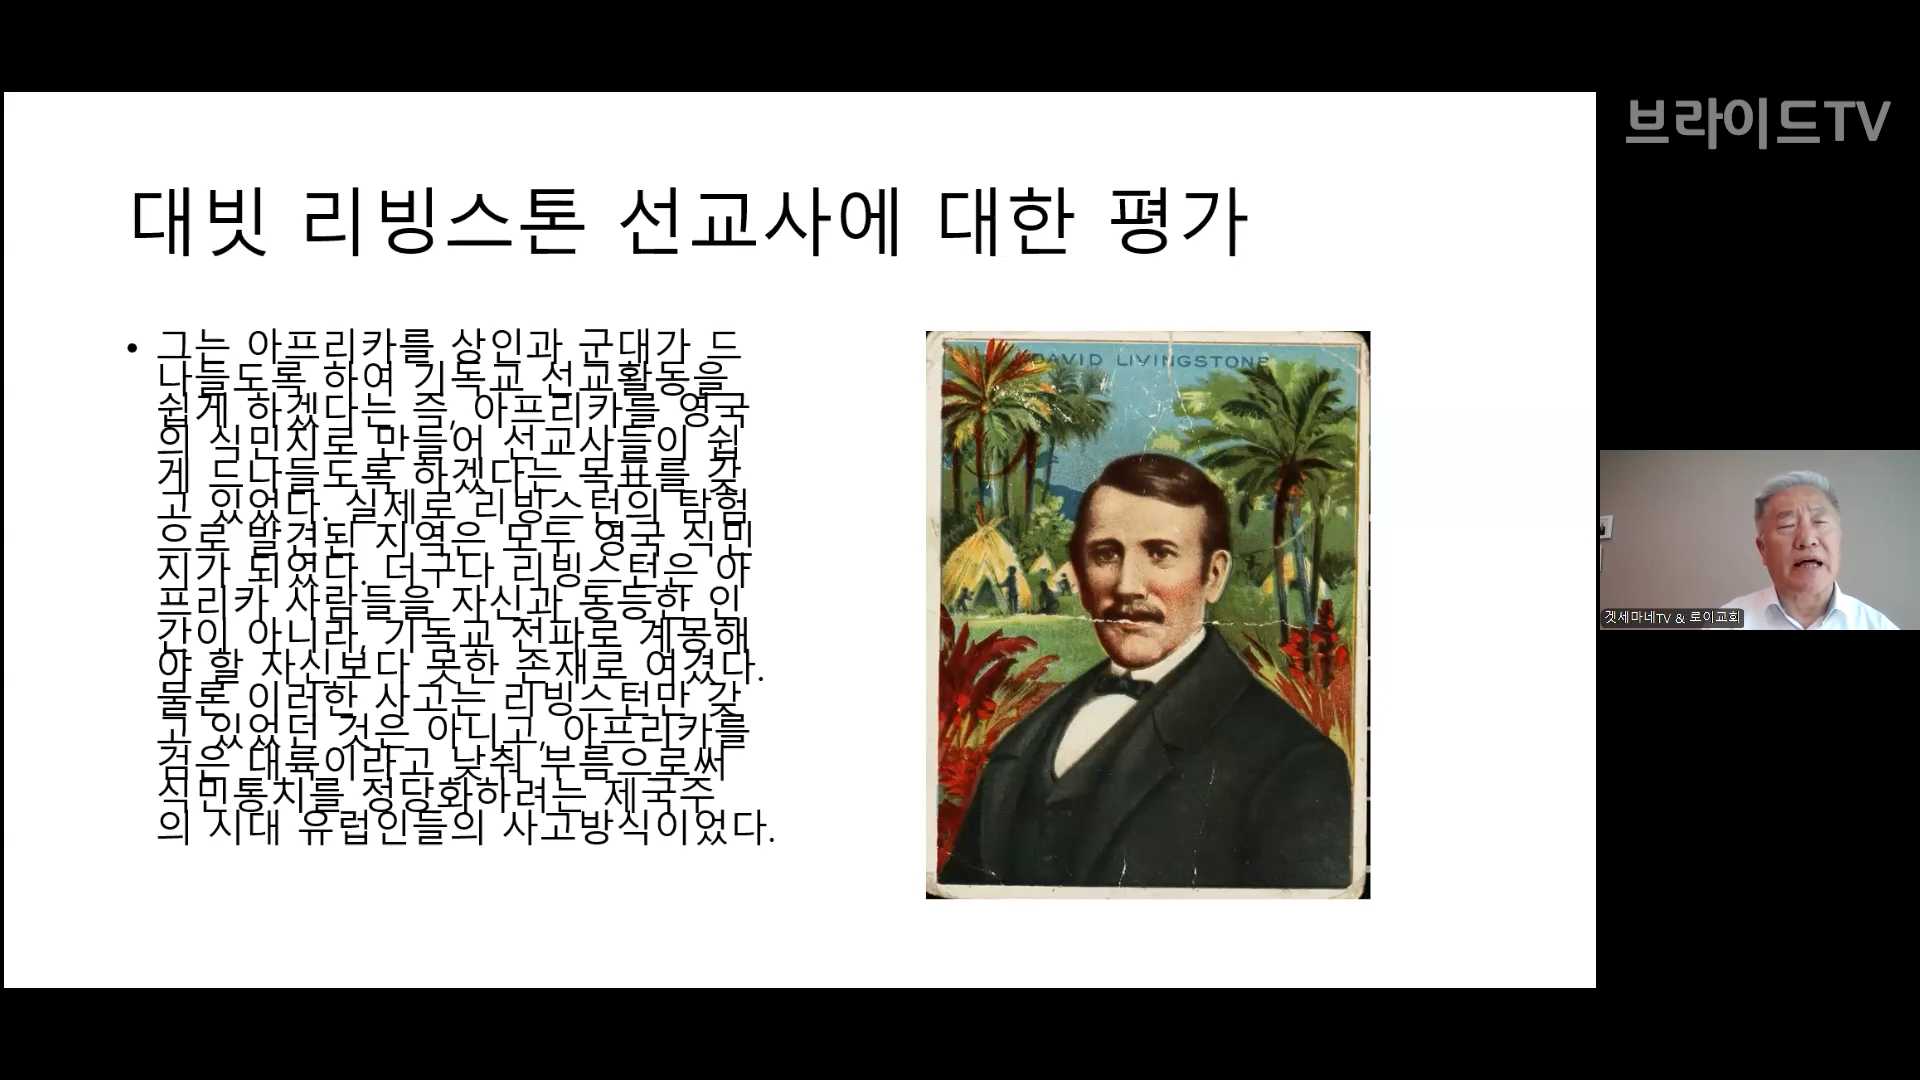 브라이드TV
대빗 리빙스톤 선교사에 대한 평가
• 그는 아프리카를 상인과 군대가 드
나들도록 하여 기독교 선교활동을
쉽게 하겠다는 즉, 아프리카를 영국
의 식민지로 만들어 선교사들이 쉽
게 드나들도록 하겠다는 목표를 갖
고 있었다. 실제로 리빙스턴의 탐험
으로 발견된 지역은 모두 영국 식민
지가 되었다. 더구다 리빙스턴은 아
프리카 사람들을 자신과 동등한 인
간이 아니라, 기독교 전파로 계몽해
야 할 자신보다 못한 존재로 여겼다.
물론 이러한 사고는 리빙스턴만 갖
고 있었던 것은 아니고, 아프리카를
검은 대륙이라고 낮춰 부름으로써
식민통치를 정당화하려는 제국주
의 시대 유럽인들의 사고방식이었다.
DAVID LIVINGSTONE
겟세마네TV & 로이교회